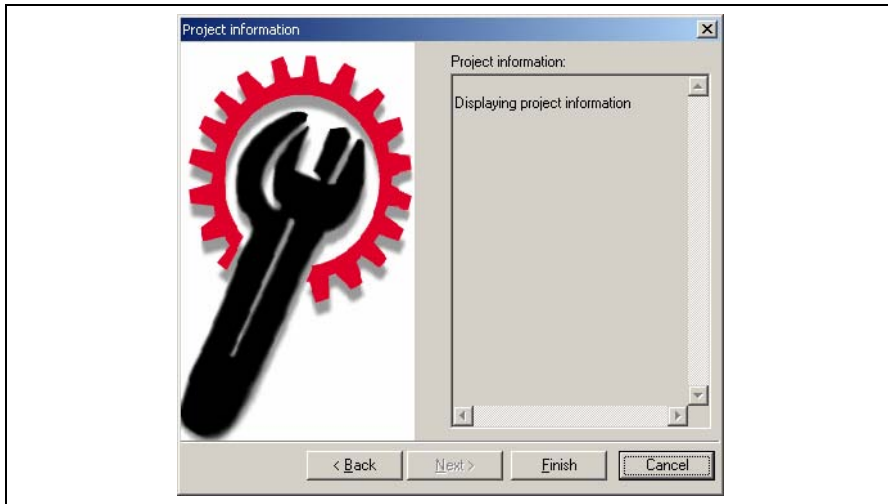 Project information
Project information:
Displaying project information
< Back
Next >
Finish
Cancel